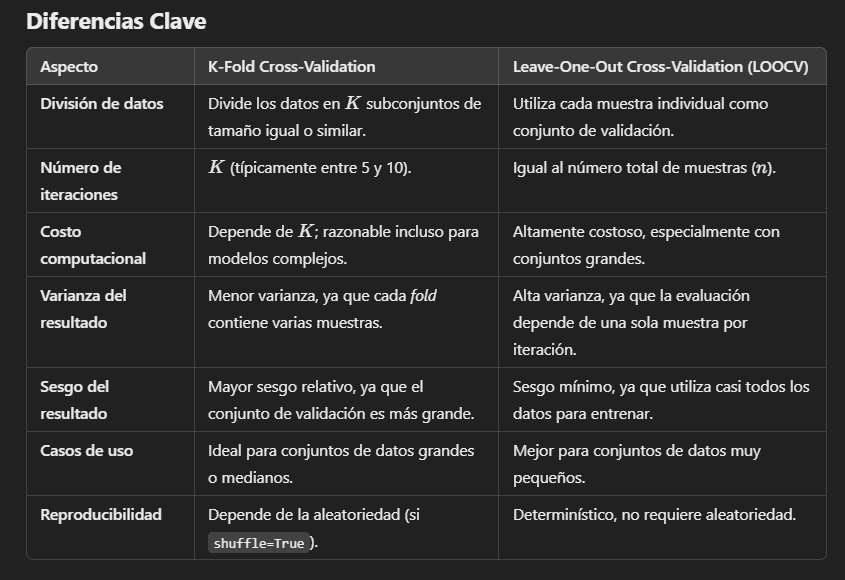 Diferencias Clave
Aspecto
K-Fold Cross-Validation
Leave-One-Out Cross-Validation (LOOCV)
División de datos
Divide los datos en K subconjuntos de
tamaño igual o similar.
Utiliza cada muestra individual como
conjunto de validación.
Número de
iteraciones
K (típicamente entre 5 y 10).
Igual al número total de muestras (n).
Costo
computacional
Depende de K; razonable incluso para
modelos complejos.
Altamente costoso, especialmente con
conjuntos grandes.
Varianza del
resultado
Menor varianza, ya que cada fold
contiene varias muestras.
Alta varianza, ya que la evaluación
depende de una sola muestra por
iteración.
Sesgo del
resultado
Mayor sesgo relativo, ya que el
conjunto de validación es más grande.
Sesgo mínimo, ya que utiliza casi todos los
datos para entrenar.
Casos de uso
Ideal para conjuntos de datos grandes
o medianos.
Mejor para conjuntos de datos muy
pequeños.
Reproducibilidad
Depende de la aleatoriedad (si
shuffle=True).
Determinístico, no requiere aleatoriedad.